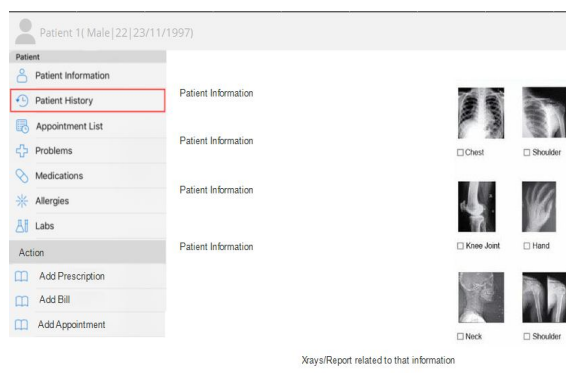 Patient 1( Male|22|23/11/1997)
Patient
Patient Information
Patient History
Appointment List
Problems
Medications
Allergies
Labs
Action
Add Prescription
Add Bill
Add Appointment
Patient Information
Patient Information
Patient Information
Patient Information
Chest
Shoulder
Knee Joint
Hand
Neck
Shoulder
Xrays/Report related to that information